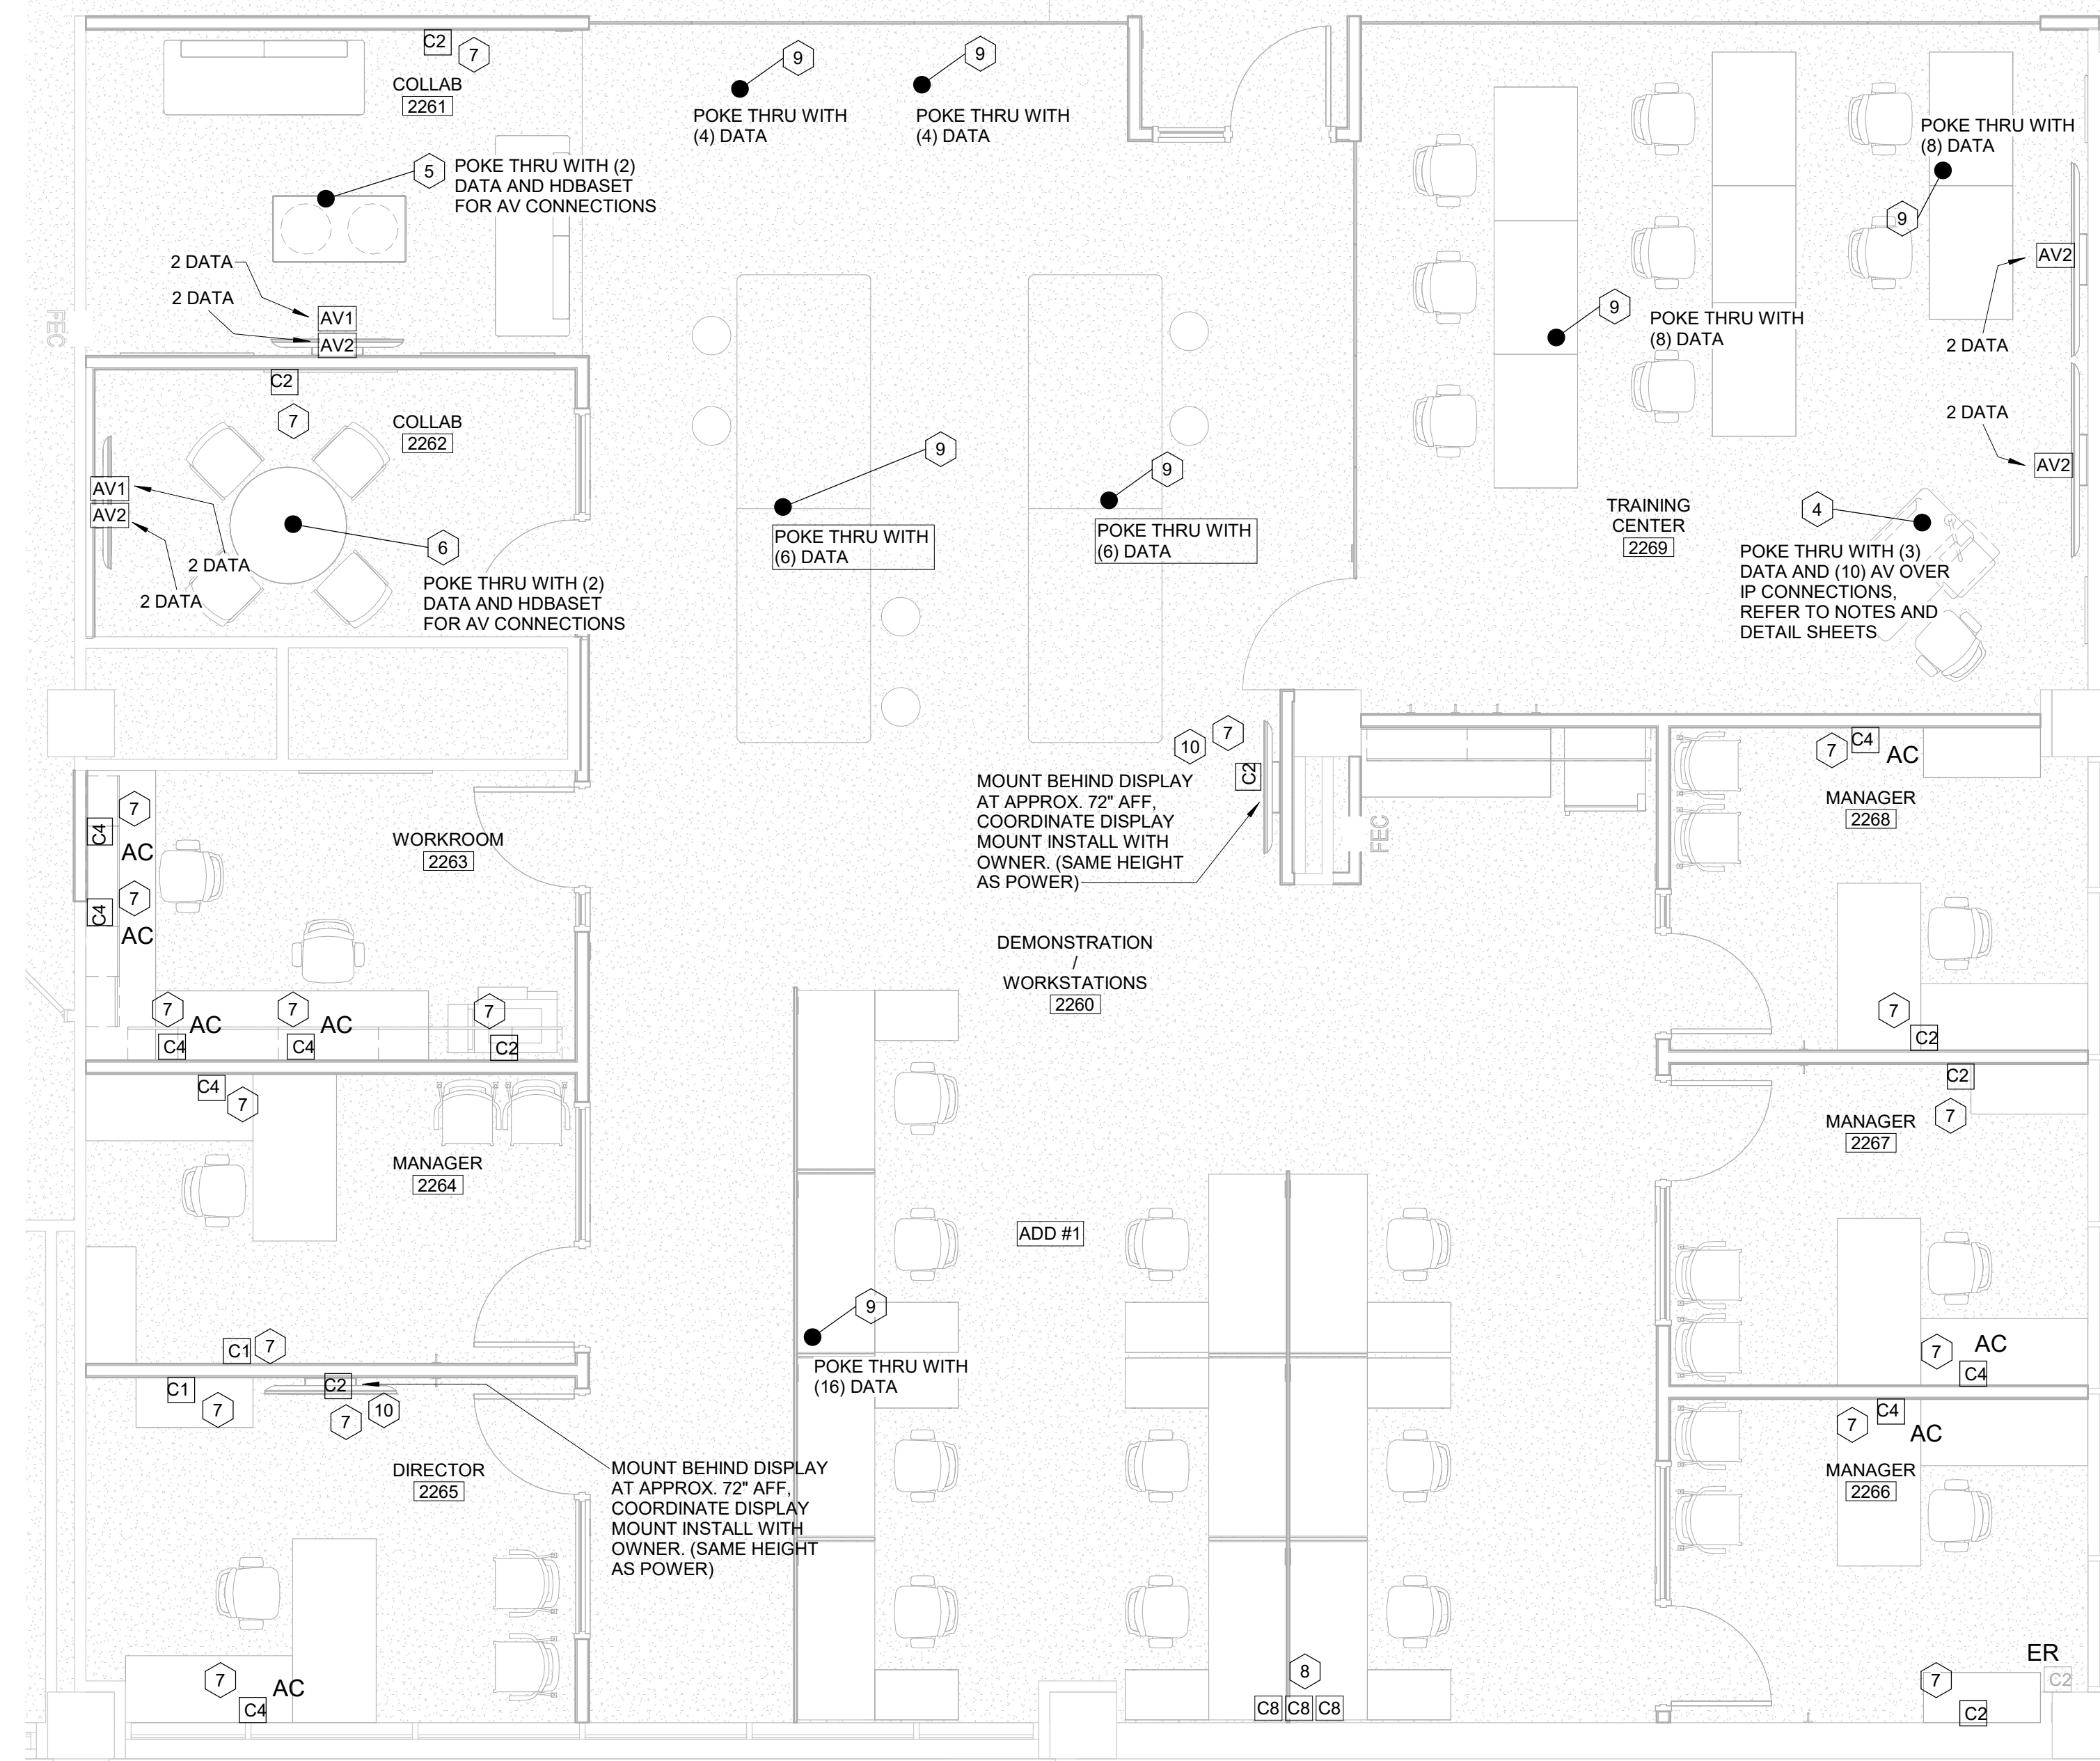 C2
7
COLLAB
2261
5
POKE THRU WITH (2)
DATA AND HDBASET
FOR AV CONNECTIONS
2 DATA
2 DATA
AV1
AV2
FEC
9
POKE THRU WITH
(4) DATA
9
POKE THRU WITH
(4) DATA
POKE THRU WITH
(8) DATA
9
AV2
2 DATA
9
POKE THRU WITH
(8) DATA
2 DATA
AV2
TRAINING
CENTER
2269
4
POKE THRU WITH (3)
DATA AND (10) AV OVER
IP CONNECTIONS,
REFER TO NOTES AND
DETAIL SHEETS
C2
7
COLLAB
2262
AV1
AV2
2 DATA
2 DATA
6
POKE THRU WITH (2)
DATA AND HDBASET
FOR AV CONNECTIONS
9
POKE THRU WITH
(6) DATA
9
POKE THRU WITH
(6) DATA
10
7
C2
MOUNT BEHIND DISPLAY
AT APPROX. 72" AFF,
COORDINATE DISPLAY
MOUNT INSTALL WITH
OWNER. (SAME HEIGHT
AS POWER)
FEC
7
C4
AC
MANAGER
2268
7
C2
7
C4
AC
7
C4
AC
WORKROOM
2263
7
AC
C4
7
AC
C4
7
C2
DEMONSTRATION
/
WORKSTATIONS
2260
C4
7
MANAGER
2264
C1
7
ADD #1
9
POKE THRU WITH
(16) DATA
C2
7
MANAGER
2267
7
AC
C4
C1
7
C2
7
10
DIRECTOR
2265
MOUNT BEHIND DISPLAY
AT APPROX. 72" AFF,
COORDINATE DISPLAY
MOUNT INSTALL WITH
OWNER. (SAME HEIGHT
AS POWER)
7
AC
C4
8
C8 C8 C8
C4
7
AC
MANAGER
2266
ER
C2
7
C2